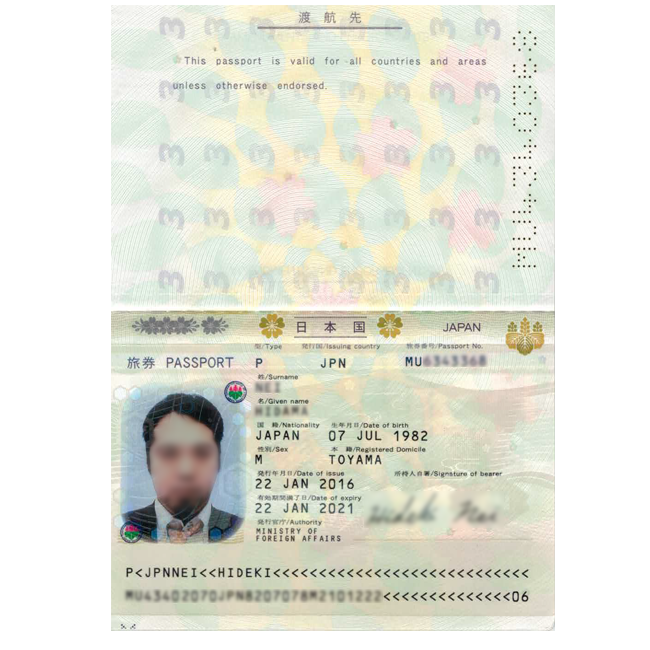 渡航先
This passport is valid for all countries and areas
unless otherwise endorsed.
日本国 JAPAN
型/Type 発行国/Issuing country 旅券番号/Passport No.
旅券 PASSPORT P JPN MU
姓/Surname
名/Given name
国 籍/Nationality 生年月日/Date of birth
JAPAN 07 JUL 1982
性別/Sex 本 籍/Registered Domicile
M TOYAMA
発行年月日/Date of issue 所持人自署/Signature of bearer
22 JAN 2016
有効期間満了日/Date of expiry
22 JAN 2021
発行官庁/Authority
MINISTRY OF
FOREIGN AFFAIRS
P<JPNNEI<<HIDEKI<<<<<<<<<<<<<<<<<<<<<<<<<<<<
<<<<<<<<<<<<<<06